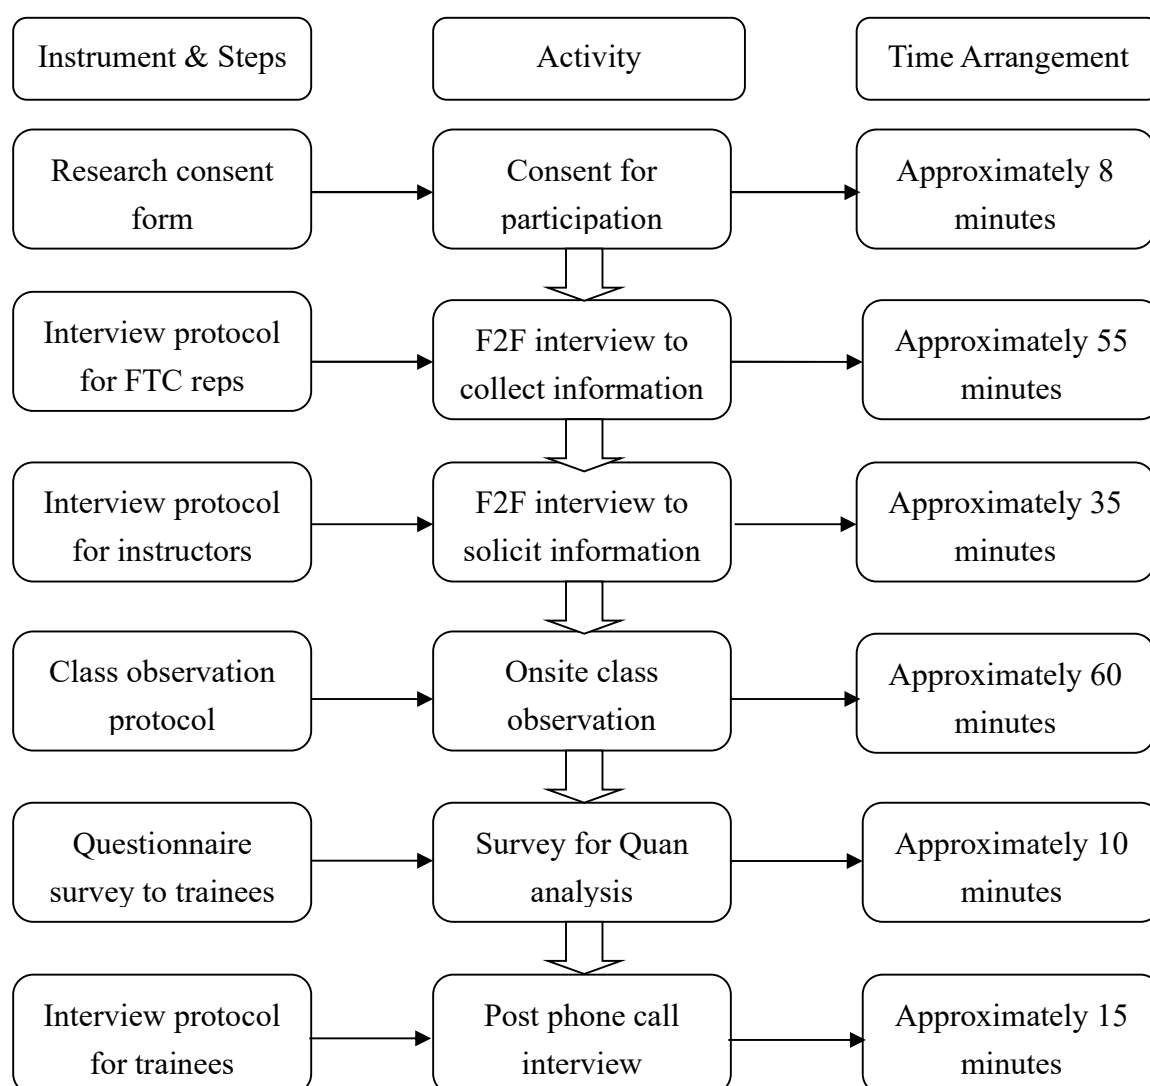 Instrument & Steps
Activity
Time Arrangement
Research consent
form
Consent for
participation
Approximately 8
minutes
Interview protocol
for FTC reps
F2F interview to
collect information
Approximately 55
minutes
Interview protocol
for instructors
F2F interview to
solicit information
Approximately 35
minutes
Class observation
protocol
Onsite class
observation
Approximately 60
minutes
Questionnaire
survey to trainees
Survey for Quan
analysis
Approximately 10
minutes
Interview protocol
for trainees
Post phone call
interview
Approximately 15
minutes